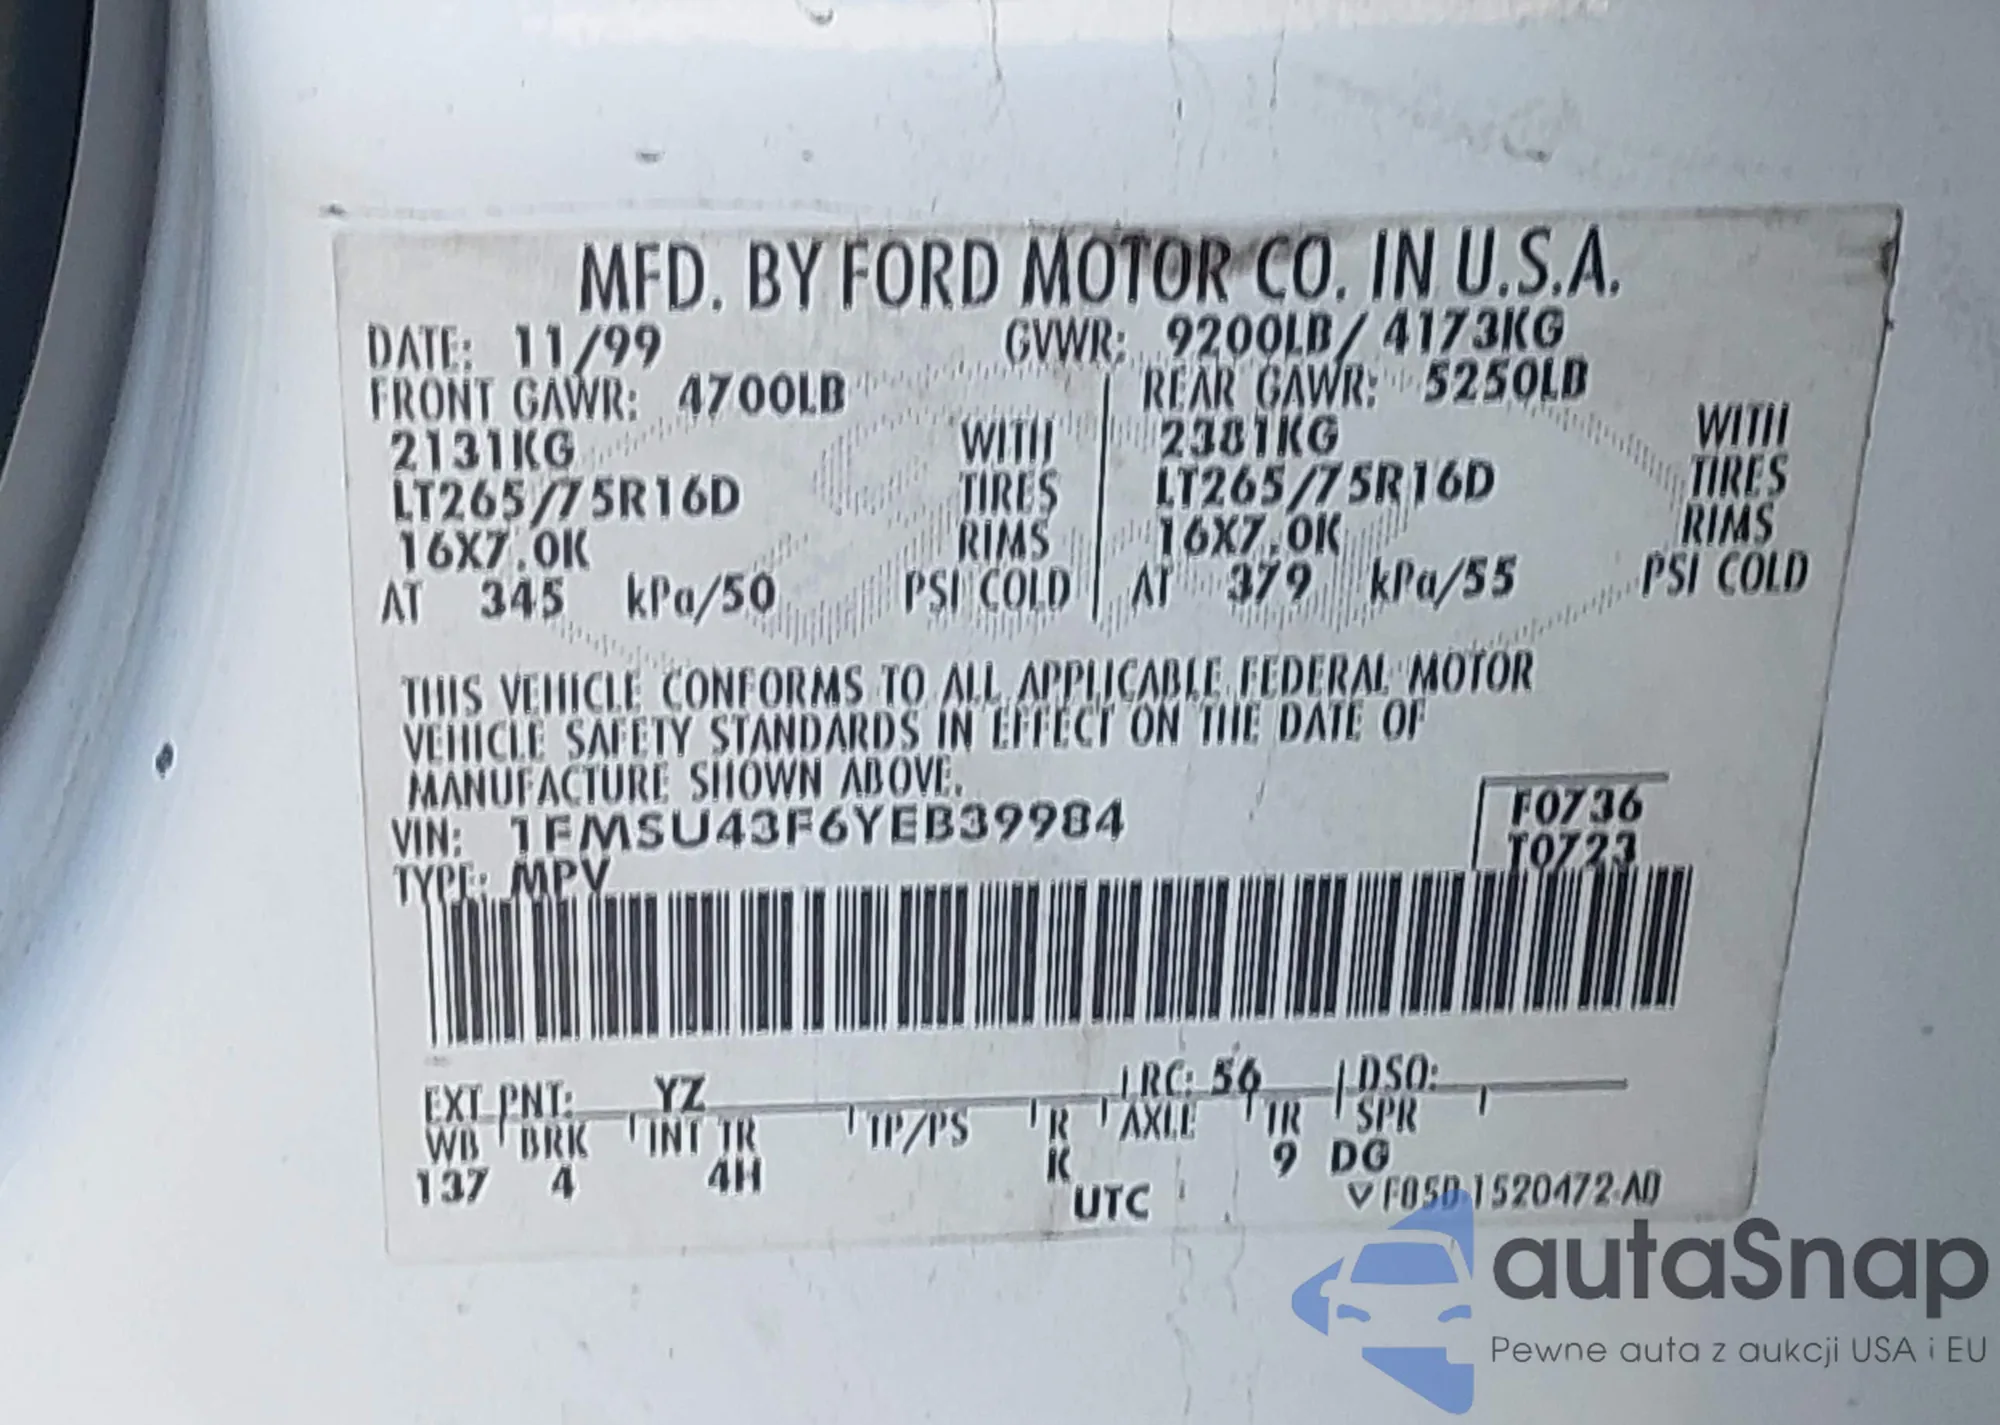 MFD. BY FORD MOTOR CO. IN U.S.A.
DATE: 11/99 GVWR: 9200LB/ 4173KG
FRONT GAWR: 4700LB REAR GAWR: 5250LB
2131KG WITH 2381KG WITH
LT265/75R16D TIRES LT265/75R16D TIRES
16X7.0K RIMS 16X7.0K RIMS
AT 345 kPa/50 PSI COLD AT 379 kPa/55 PSI COLD
THIS VEHICLE CONFORMS TO ALL APPLICABLE FEDERAL MOTOR
VEHICLE SAFETY STANDARDS IN EFFECT ON THE DATE OF
MANUFACTURE SHOWN ABOVE.
VIN: 1FMSU43F6YEB39984 F0736
TYPE: MPV T0723
EXT PNT: YZ RC: 56 DSO:
WB BRK INT TR TP/PS R AXLE TR SPR
137 4 4H K 9 DG
UTC ▽F85B 1520472 A0
autaSnap
Pewne auta z aukcji USA i EU